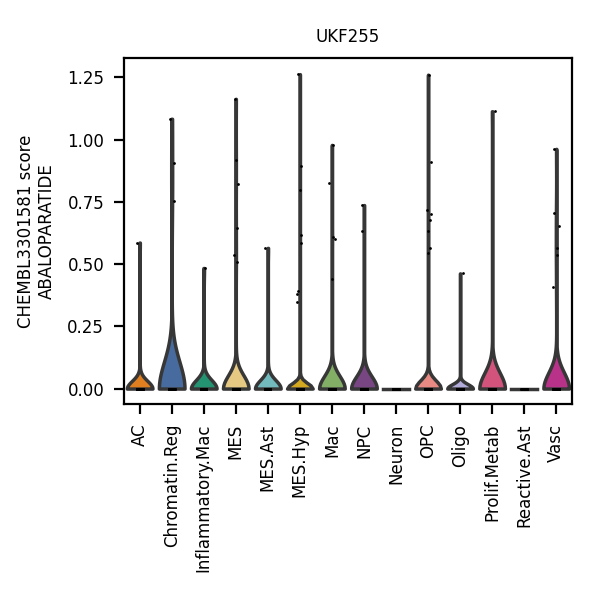 UKF255
CHEMBL3301581 score
ABALOPARATIDE
1.25
1.00
0.75
0.50
0.25
0.00
AC
Chromatin.Reg
Inflammatory.Mac
MES
MES.Ast
MES.Hyp
Mac
NPC
Neuron
OPC
Oligo
Prolif.Metab
Reactive.Ast
Vasc